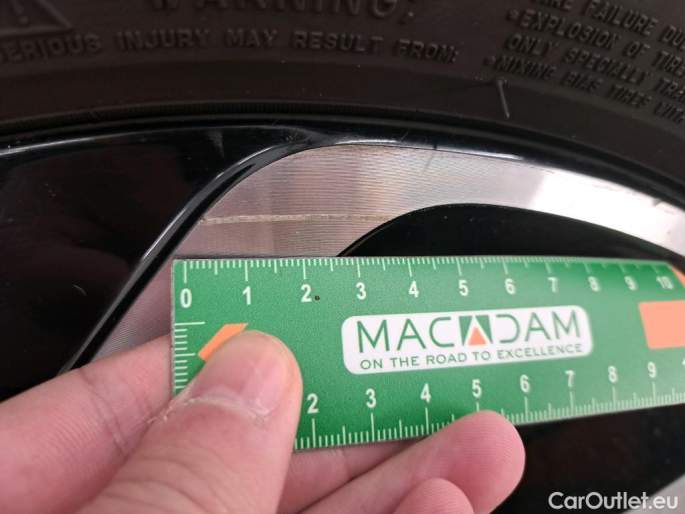 WARNING:
SERIOUS INJURY MAY RESULT FROM:
TIRE FAILURE DUE
•EXPLOSION OF TIRE
ONLY SPECIALLY TRA
•MIXING
0 1 2 3 4 5 6 7 8 9 10
MACADAM
ON THE ROAD TO EXCELLENCE
2 3 4 5 6 7 8 9
CarOutlet.eu